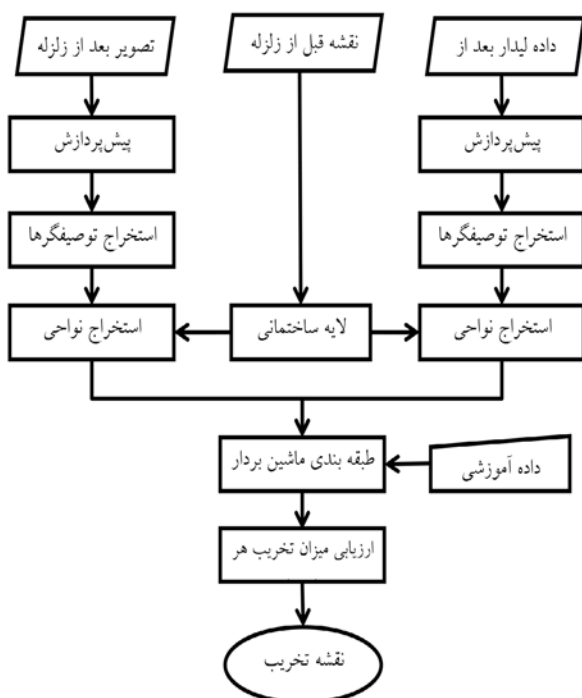 تصویر بعد از زلزله
نقشه قبل از زلزله
داده لیدار بعد از
پیش‌پردازش
پیش‌پردازش
استخراج توصیفگرها
استخراج توصیفگرها
استخراج نواحی
لایه ساختمانی
استخراج نواحی
طبقه بندی ماشین بردار
داده آموزشی
ارزیابی میزان تخریب هر
نقشه تخریب